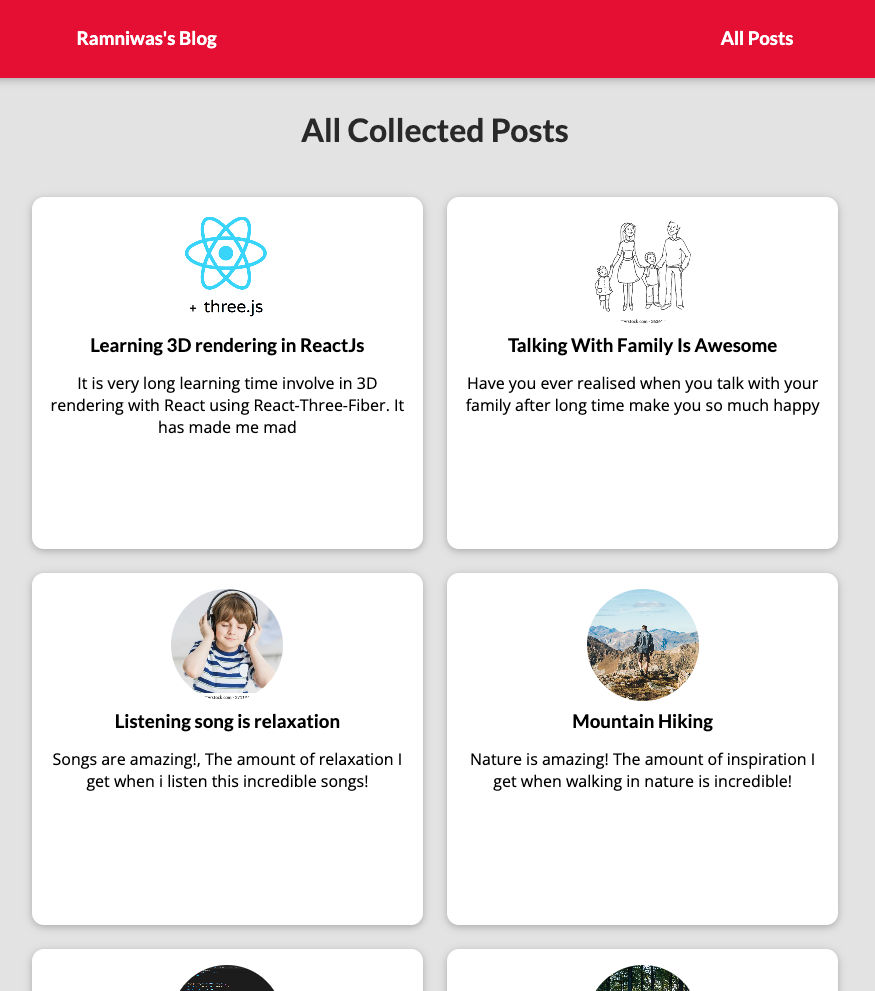 Ramniwas's Blog
All Posts
All Collected Posts
+ three.js
Learning 3D rendering in ReactJs
It is very long learning time involve in 3D
rendering with React using React-Three-Fiber. It
has made me mad
Talking With Family Is Awesome
Have you ever realised when you talk with your
family after long time make you so much happy
Listening song is relaxation
Songs are amazing!, The amount of relaxation I
get when i listen this incredible songs!
Mountain Hiking
Nature is amazing! The amount of inspiration I
get when walking in nature is incredible!